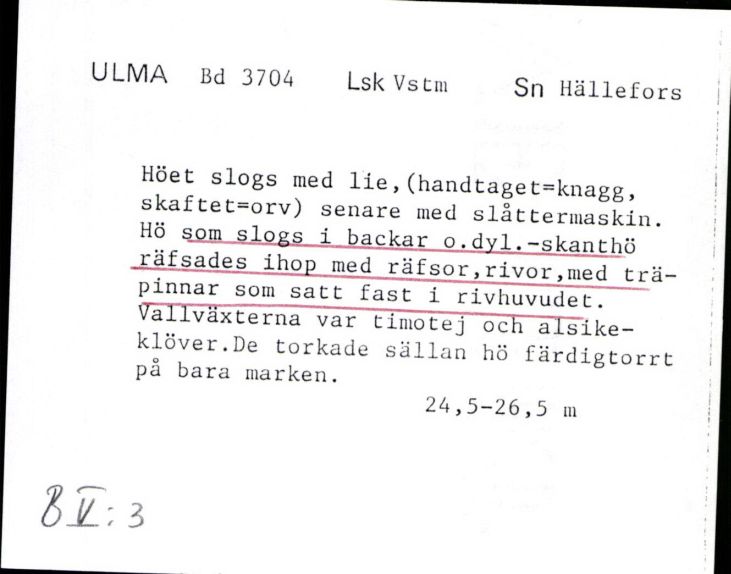 ULMA Bd 3704 Lsk Vstm Sn Hällefors
Höet slogs med lie,(handtaget=knagg,
skaftet=orv) senare med slåttermaskin.
Hö som slogs i backar o.dyl.-skanthö
räfsades ihop med räfsor,rivor,med trä-
pinnar som satt fast i rivhuvudet.
Vallväxterna var timotej och alsike-
klöver.De torkade sällan hö färdigtorrt
på bara marken.
24,5-26,5 m
B V: 3